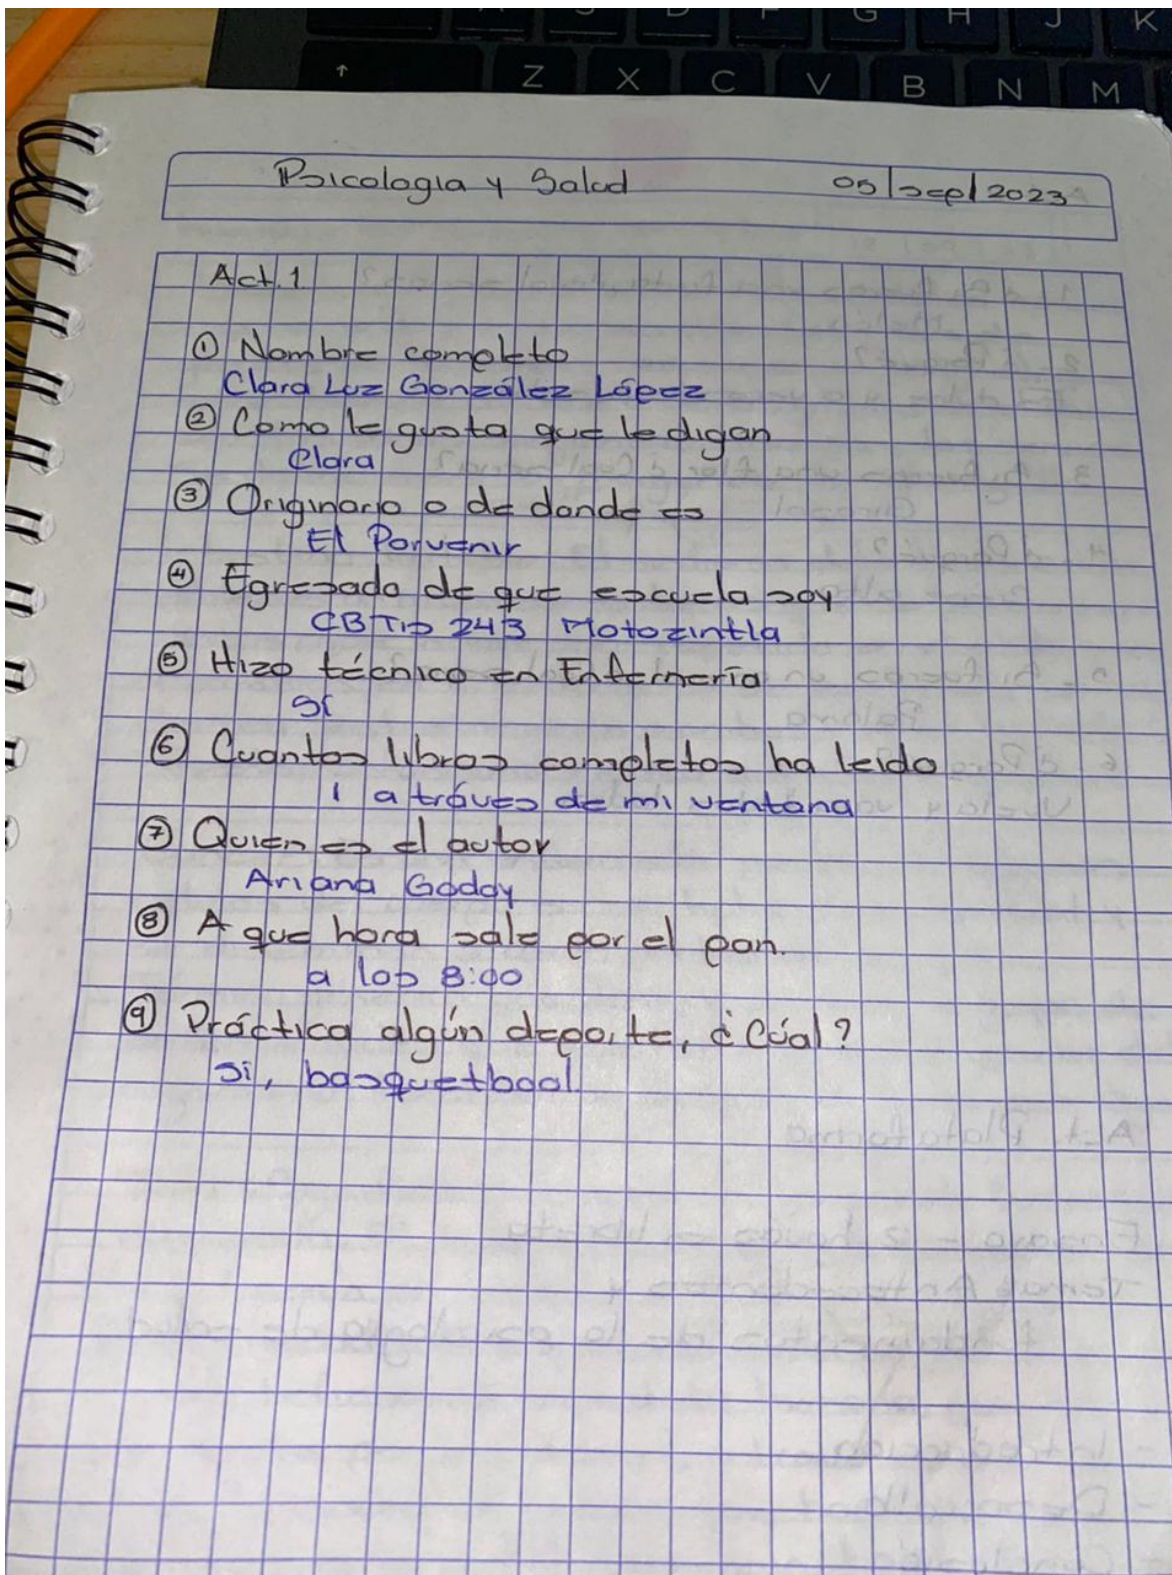 A S D F G H J K
↑ Z X C V B N M
Psicologia y Salud 05/sep/2023
Act. 1
① Nombre completo
Clara Luz González López
② Como le gusta que le digan
Clara
③ Originario o de donde es
El Porvenir
④ Egresado de que escuela soy
CBTis 243 Motozintla
⑤ Hizo técnico en Enfermería
Sí
⑥ Cuantos libros completos ha leido
1 a tráves de mi ventana
⑦ Quien es el autor
Ariana Godoy
⑧ A que hora sale por el pan.
a las 8:00
⑨ Práctica algún deporte, ¿Cúal?
Si, basquetbool